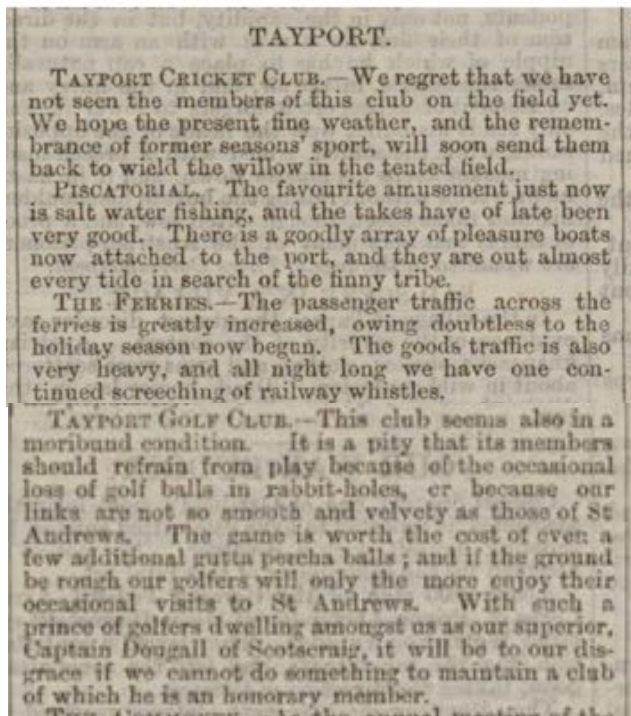 TAYPORT.
TAYPORT CRICKET CLUB.—We regret that we have
not seen the members of this club on the field yet.
We hope the present fine weather, and the remem-
brance of former seasons' sport, will soon send them
back to wield the willow in the tented field.
PISCATORIAL.—The favourite amusement just now
is salt water fishing, and the takes have of late been
very good. There is a goodly array of pleasure boats
now attached to the port, and they are out almost
every tide in search of the finny tribe.
THE FERRIES.—The passenger traffic across the
ferries is greatly increased, owing doubtless to the
holiday season now begun. The goods traffic is also
very heavy, and all night long we have one con-
tinued screeching of railway whistles.
TAYPORT GOLF CLUB.—This club seems also in a
moribund condition. It is a pity that its members
should refrain from play because of the occasional
loss of golf balls in rabbit-holes, or because our
links are not so smooth and velvety as those of St
Andrews. The game is worth the cost of even a
few additional gutta percha balls; and if the ground
be rough our golfers will only the more enjoy their
occasional visits to St Andrews. With such a
prince of golfers dwelling amongst us as our superior,
Captain Dougall of Scotscraig, it will be to our dis-
grace if we cannot do something to maintain a club
of which he is an honorary member.